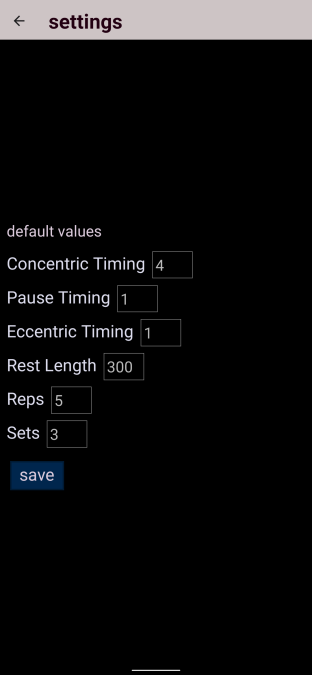 settings
default values
Concentric Timing 4
Pause Timing 1
Eccentric Timing 1
Rest Length 300
Reps 5
Sets 3
save